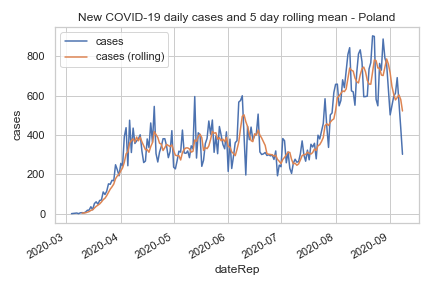 New COVID-19 daily cases and 5 day rolling mean - Poland
cases
cases (rolling)
cases
800
600
400
200
0
2020-03
2020-04
2020-05
2020-06
2020-07
2020-08
2020-09
dateRep